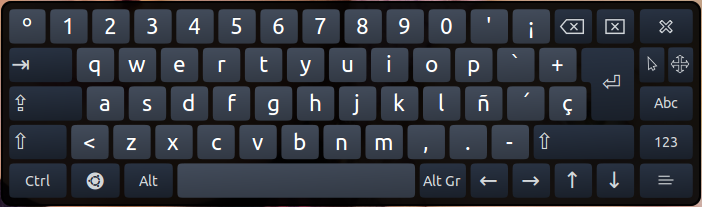 º 1 2 3 4 5 6 7 8 9 0 ' ¡
q w e r t y u i o p ` +
a s d f g h j k l ñ ´ ç Abc
< z x c v b n m , . - 123
Ctrl Alt Alt Gr